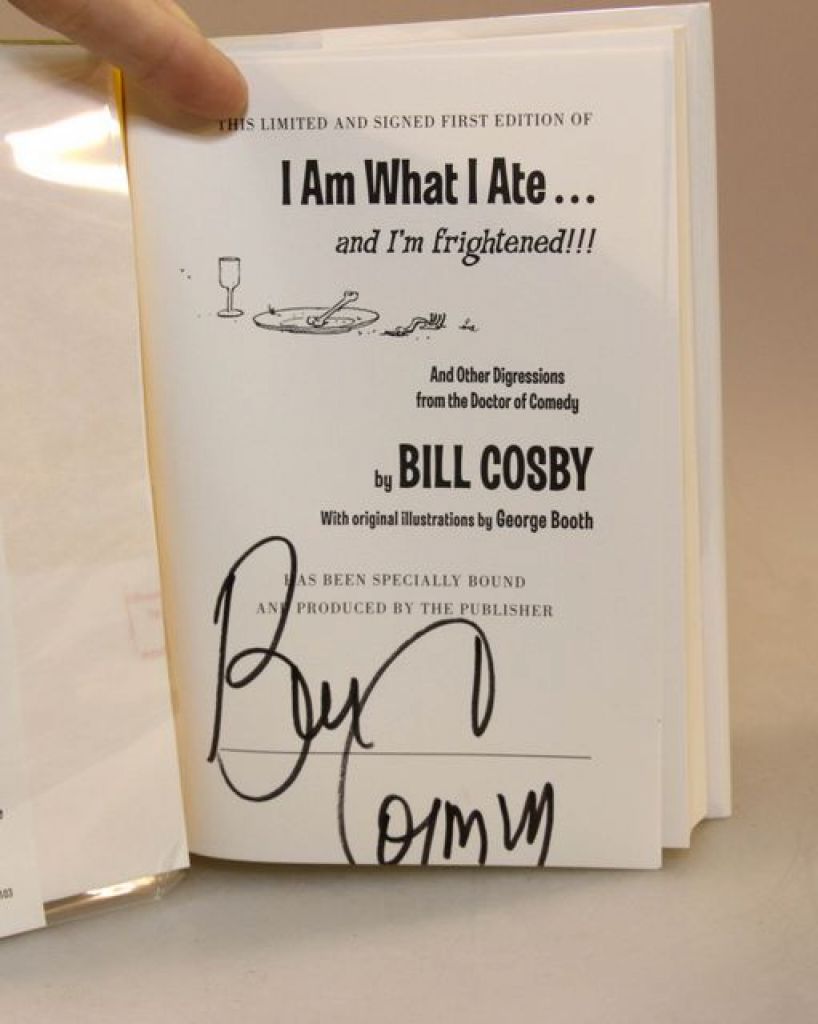 THIS LIMITED AND SIGNED FIRST EDITION OF
I Am What I Ate...
and I'm frightened!!!
And Other Digressions
from the Doctor of Comedy
by BILL COSBY
With original illustrations by George Booth
HAS BEEN SPECIALLY BOUND
AND PRODUCED BY THE PUBLISHER